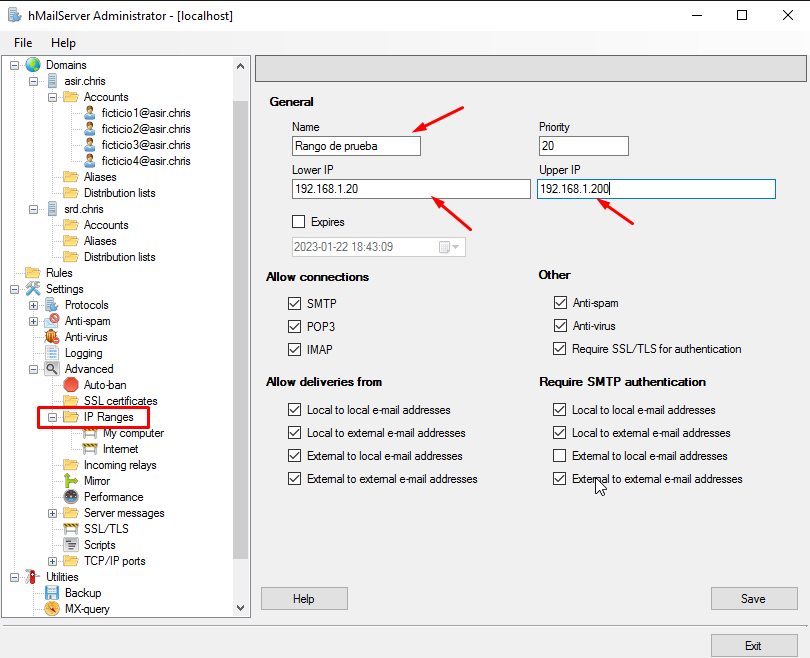 hMailServer Administrator - [localhost]
File Help
Domains
asir.chris
Accounts
ficticio1@asir.chris
ficticio2@asir.chris
ficticio3@asir.chris
ficticio4@asir.chris
Aliases
Distribution lists
srd.chris
Accounts
Aliases
Distribution lists
Rules
Settings
Protocols
Anti-spam
Anti-virus
Logging
Advanced
Auto-ban
SSL certificates
IP Ranges
My computer
Internet
Incoming relays
Mirror
Performance
Server messages
SSL/TLS
Scripts
TCP/IP ports
Utilities
Backup
MX-query
General
Name Priority
Rango de prueba 20
Lower IP Upper IP
192.168.1.20 192.168.1.200
Expires
2023-01-22 18:43:09
Allow connections
SMTP
POP3
IMAP
Other
Anti-spam
Anti-virus
Require SSL/TLS for authentication
Allow deliveries from
Local to local e-mail addresses
Local to external e-mail addresses
External to local e-mail addresses
External to external e-mail addresses
Require SMTP authentication
Local to local e-mail addresses
Local to external e-mail addresses
External to local e-mail addresses
External to external e-mail addresses
Help Save
Exit